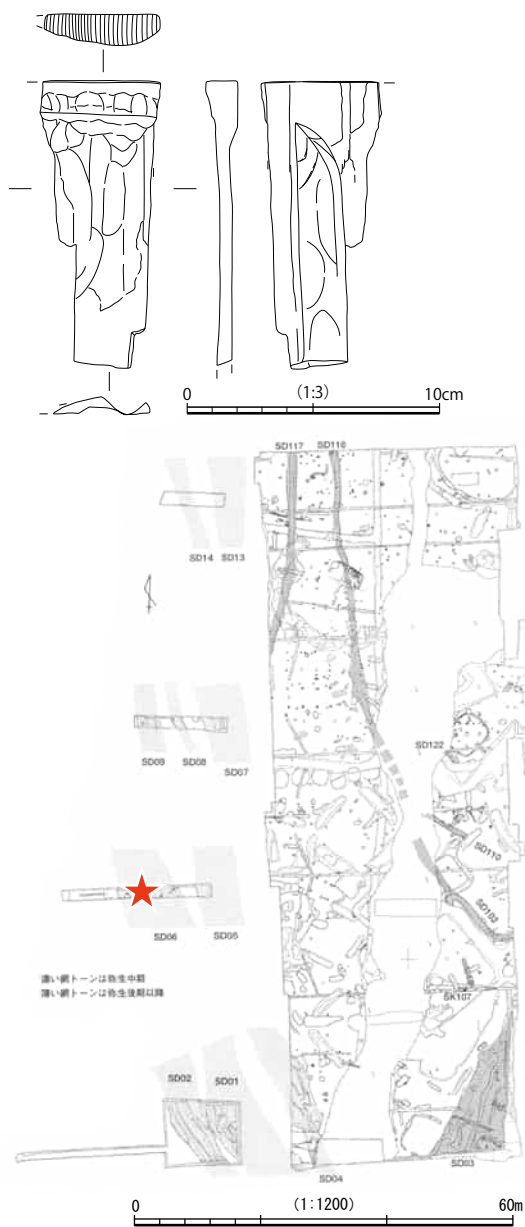 0 (1:3) 10cm
SD117 SD116
SD14 SD13
SD122
SD09 SD08 SD07
SD110
SD102
SD06 SD05
SK107
濃い網トーンは弥生中期
薄い網トーンは弥生後期以降
SD02 SD01
SD03
SD04
0 (1:1200) 60m